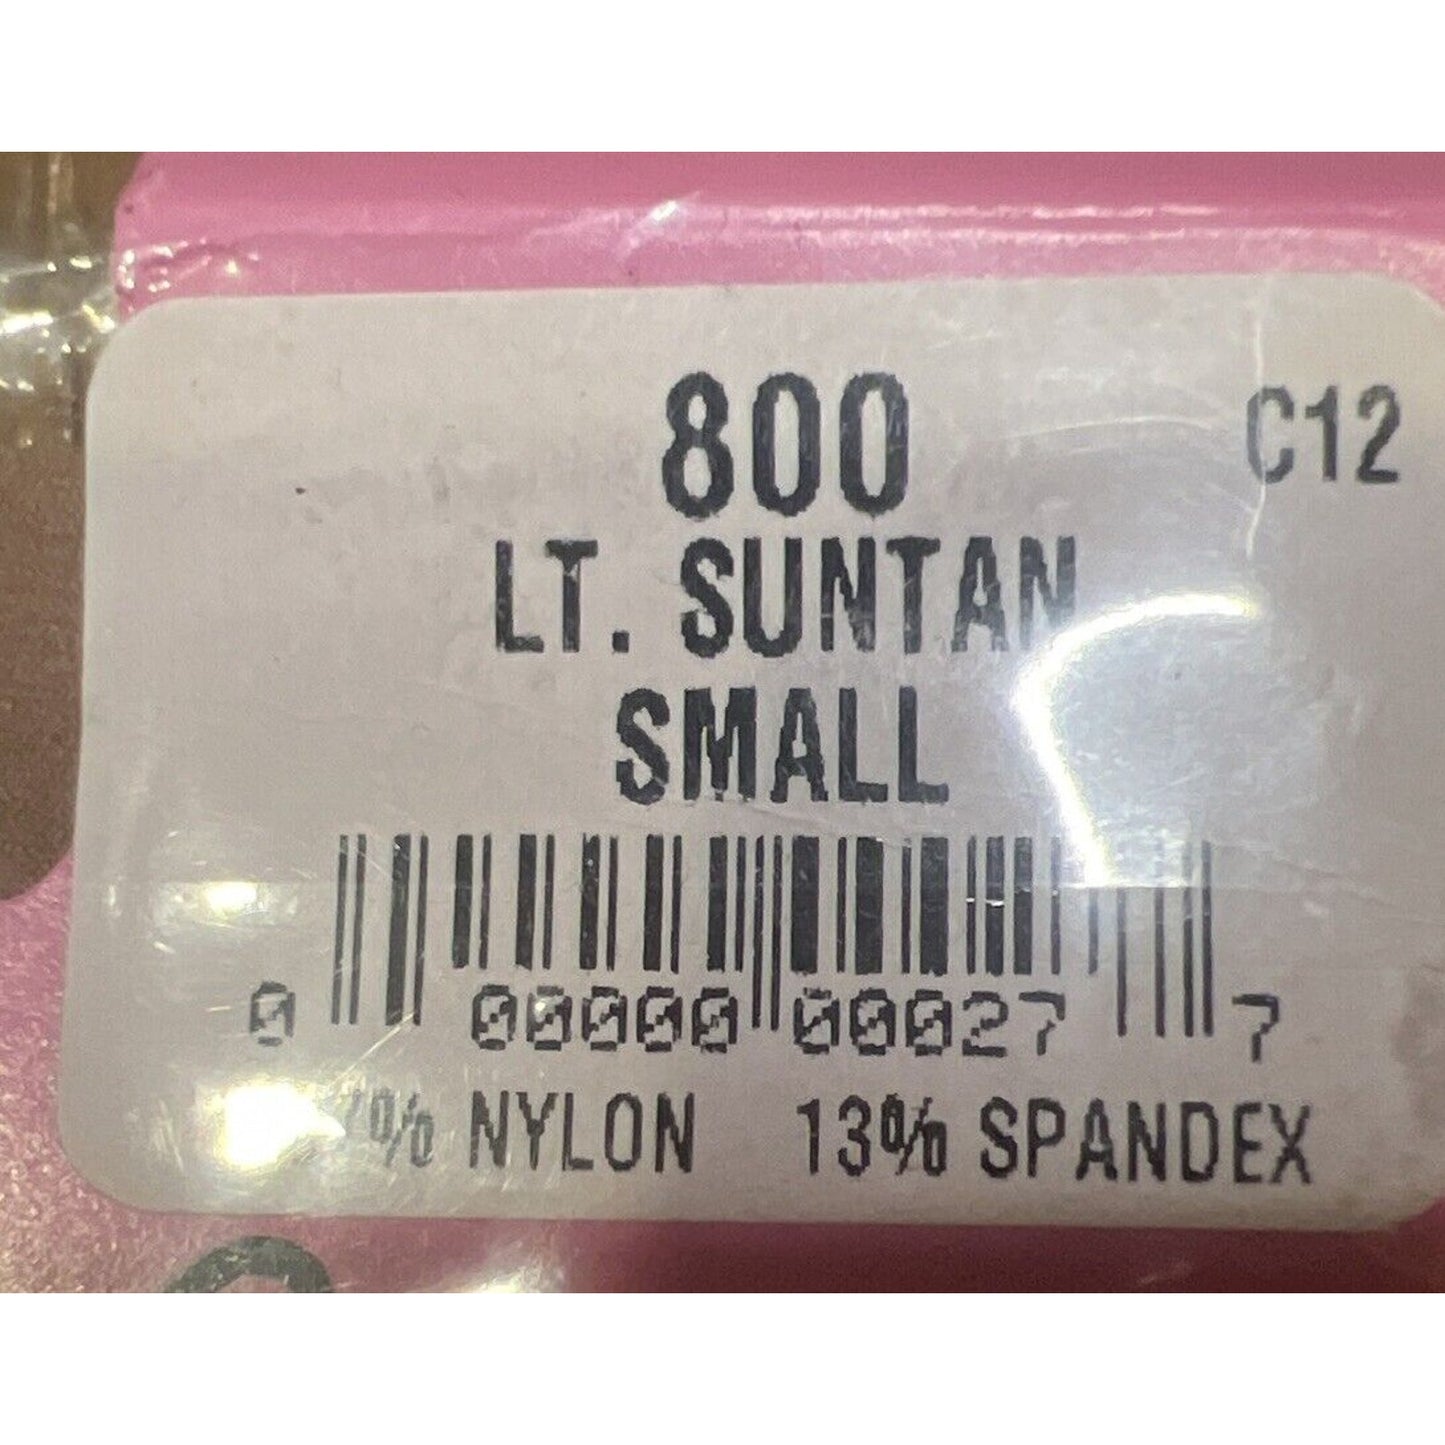 800 C12
LT. SUNTAN
SMALL
0 00000 00027 7
% NYLON 13% SPANDEX